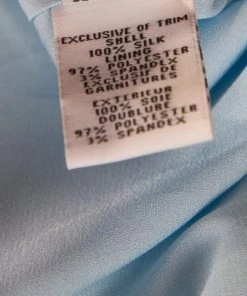 EXCLUSIVE OF TRIM
SHELL
100% SILK
LINING
97% POLYESTER
3% SPANDEX
EXCLUSIVE DE
GARNITURES
EXTERIEUR
100% SOIE
DOUBLURE
97% POLYESTER
3% SPANDEX